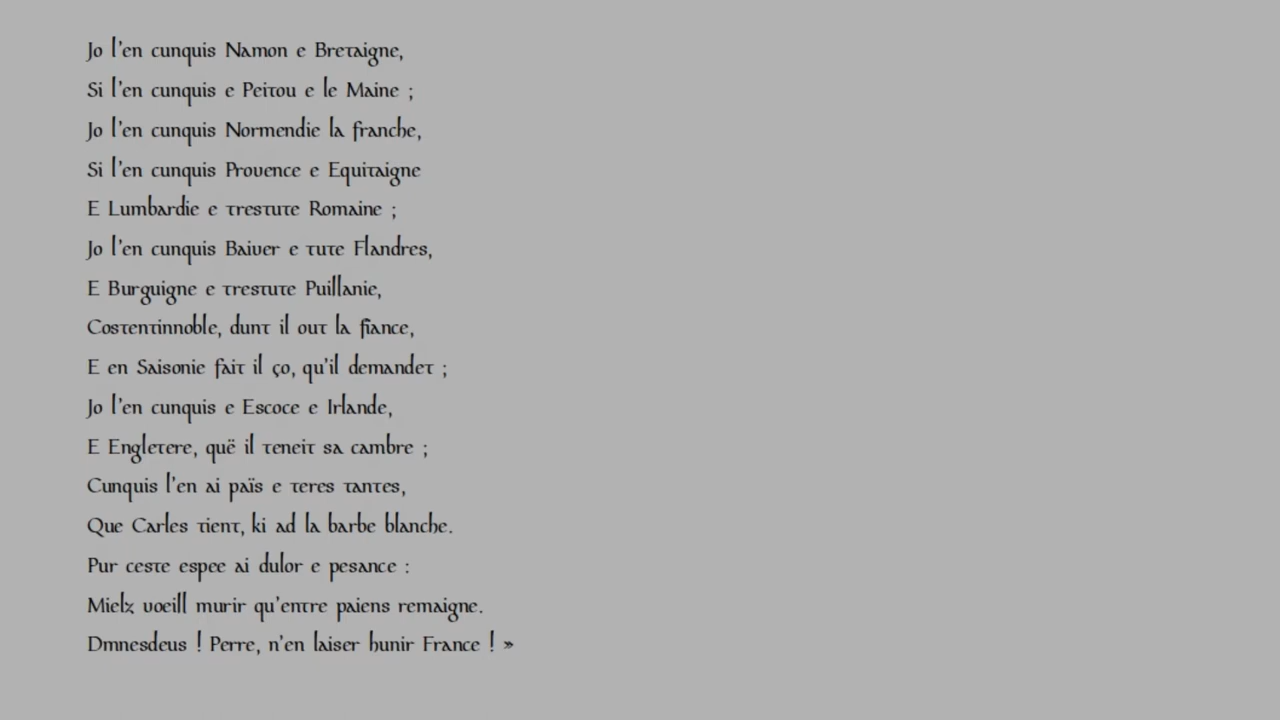 Jo l'en cunquis Namon e Bretaigne,
Si l'en cunquis e Peitou e le Maine ;
Jo l'en cunquis Normendie la franche,
Si l'en cunquis Provence e Equitaigne
E Lumbardie e trestute Romaine ;
Jo l'en cunquis Baiver e tute Flandres,
E Burguigne e trestute Puillanie,
Costentinnoble, dunt il out la fiance,
E en Saisonie fait il ço, qu'il demandet ;
Jo l'en cunquis e Escoce e Irlande,
E Engletere, quë il teneit sa cambre ;
Cunquis l'en ai païs e teres tantes,
Que Carles tient, ki ad la barbe blanche.
Pur ceste espee ai dulor e pesance :
Mielz voeill murir qu'entre paiens remaigne.
Dmnesdeus ! Perre, n'en laiser hunir France ! »